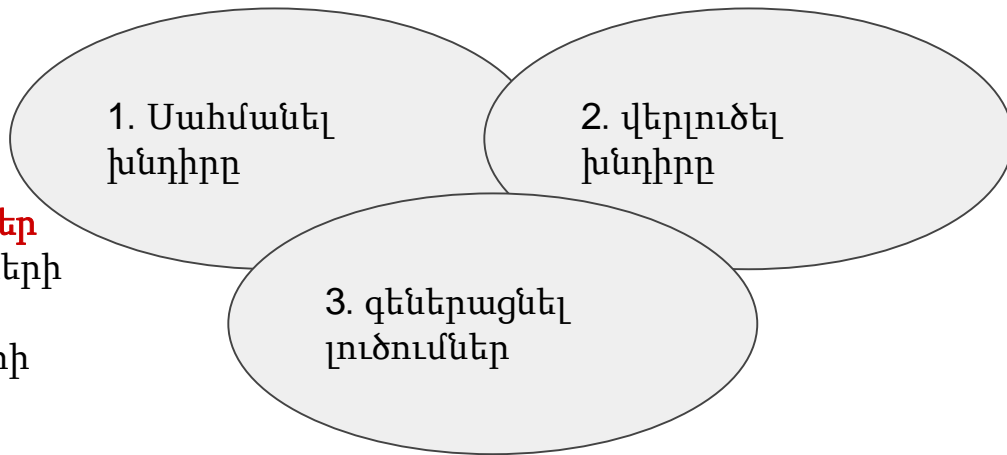 1. Սահմանել
խնդիրը
2. վերլուծել
խնդիրը
3. գեներացնել
լուծումներ